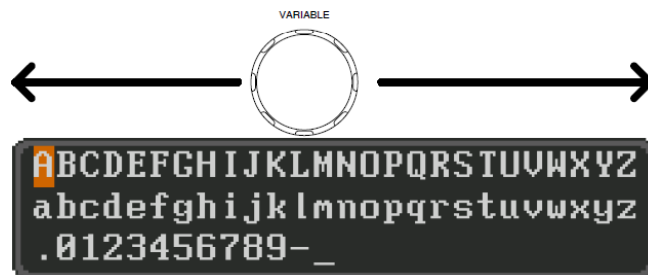 VARIABLE
ABCDEFGHIJKLMNOPQRSTUVWXYZ
abcdefghijklmnopqrstuvwxyz
.0123456789-_